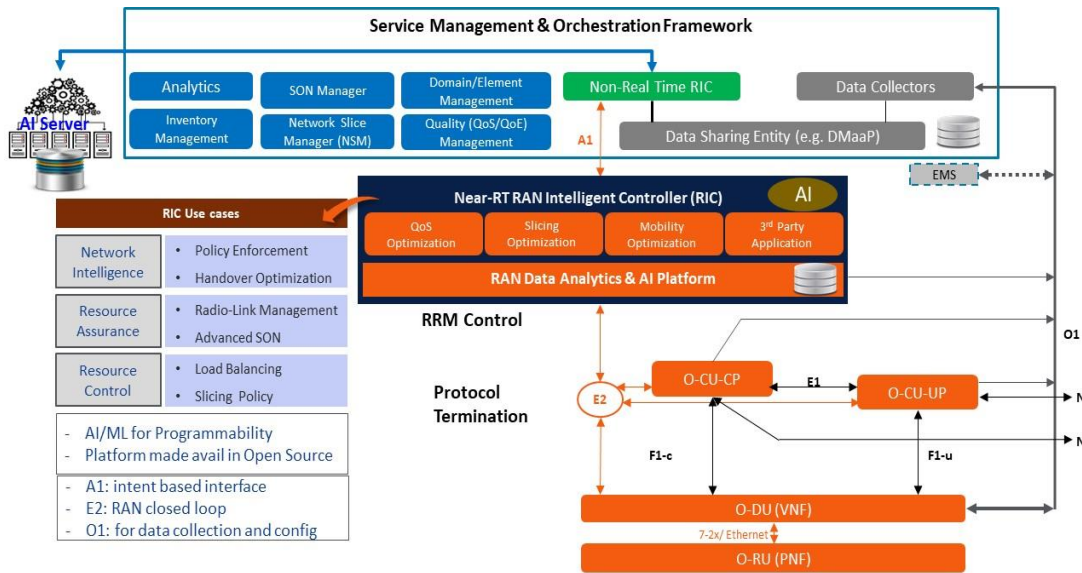 Service Management & Orchestration Framework
AI Server
Analytics
SON Manager
Domain/Element
Management
Non-Real Time RIC
Data Collectors
Inventory
Management
Network Slice
Manager (NSM)
Quality (QoS/QoE)
Management
A1
Data Sharing Entity (e.g. DMaaP)
EMS
Near-RT RAN Intelligent Controller (RIC)
AI
QoS
Optimization
Slicing
Optimization
Mobility
Optimization
3rd Party
Application
RAN Data Analytics & AI Platform
RIC Use cases
Network
Intelligence
• Policy Enforcement
• Handover Optimization
Resource
Assurance
• Radio-Link Management
• Advanced SON
Resource
Control
• Load Balancing
• Slicing Policy
- AI/ML for Programmability
- Platform made avail in Open Source
- A1: intent based interface
- E2: RAN closed loop
- O1: for data collection and config
RRM Control
O1
Protocol
Termination
E2
O-CU-CP
E1
O-CU-UP
N
N
F1-c
F1-u
O-DU (VNF)
7-2x/ Ethernet
O-RU (PNF)